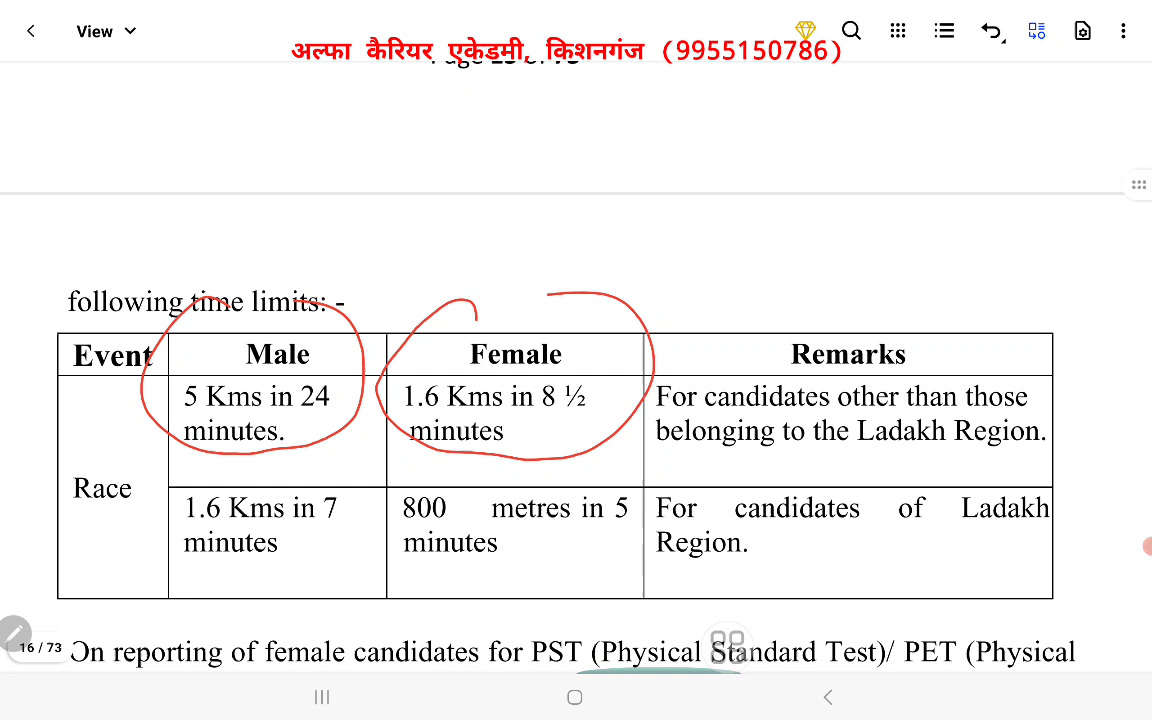 View
अल्फा कैरियर एकेडमी, किशनगंज (9955150786)
following time limits: -
Event Male Female Remarks
Race
5 Kms in 24 minutes.
1.6 Kms in 8 ½ minutes
For candidates other than those
belonging to the Ladakh Region.
1.6 Kms in 7 minutes
800 metres in 5 minutes
For candidates of Ladakh
Region.
16 / 73
On reporting of female candidates for PST (Physical Standard Test)/ PET (Physical